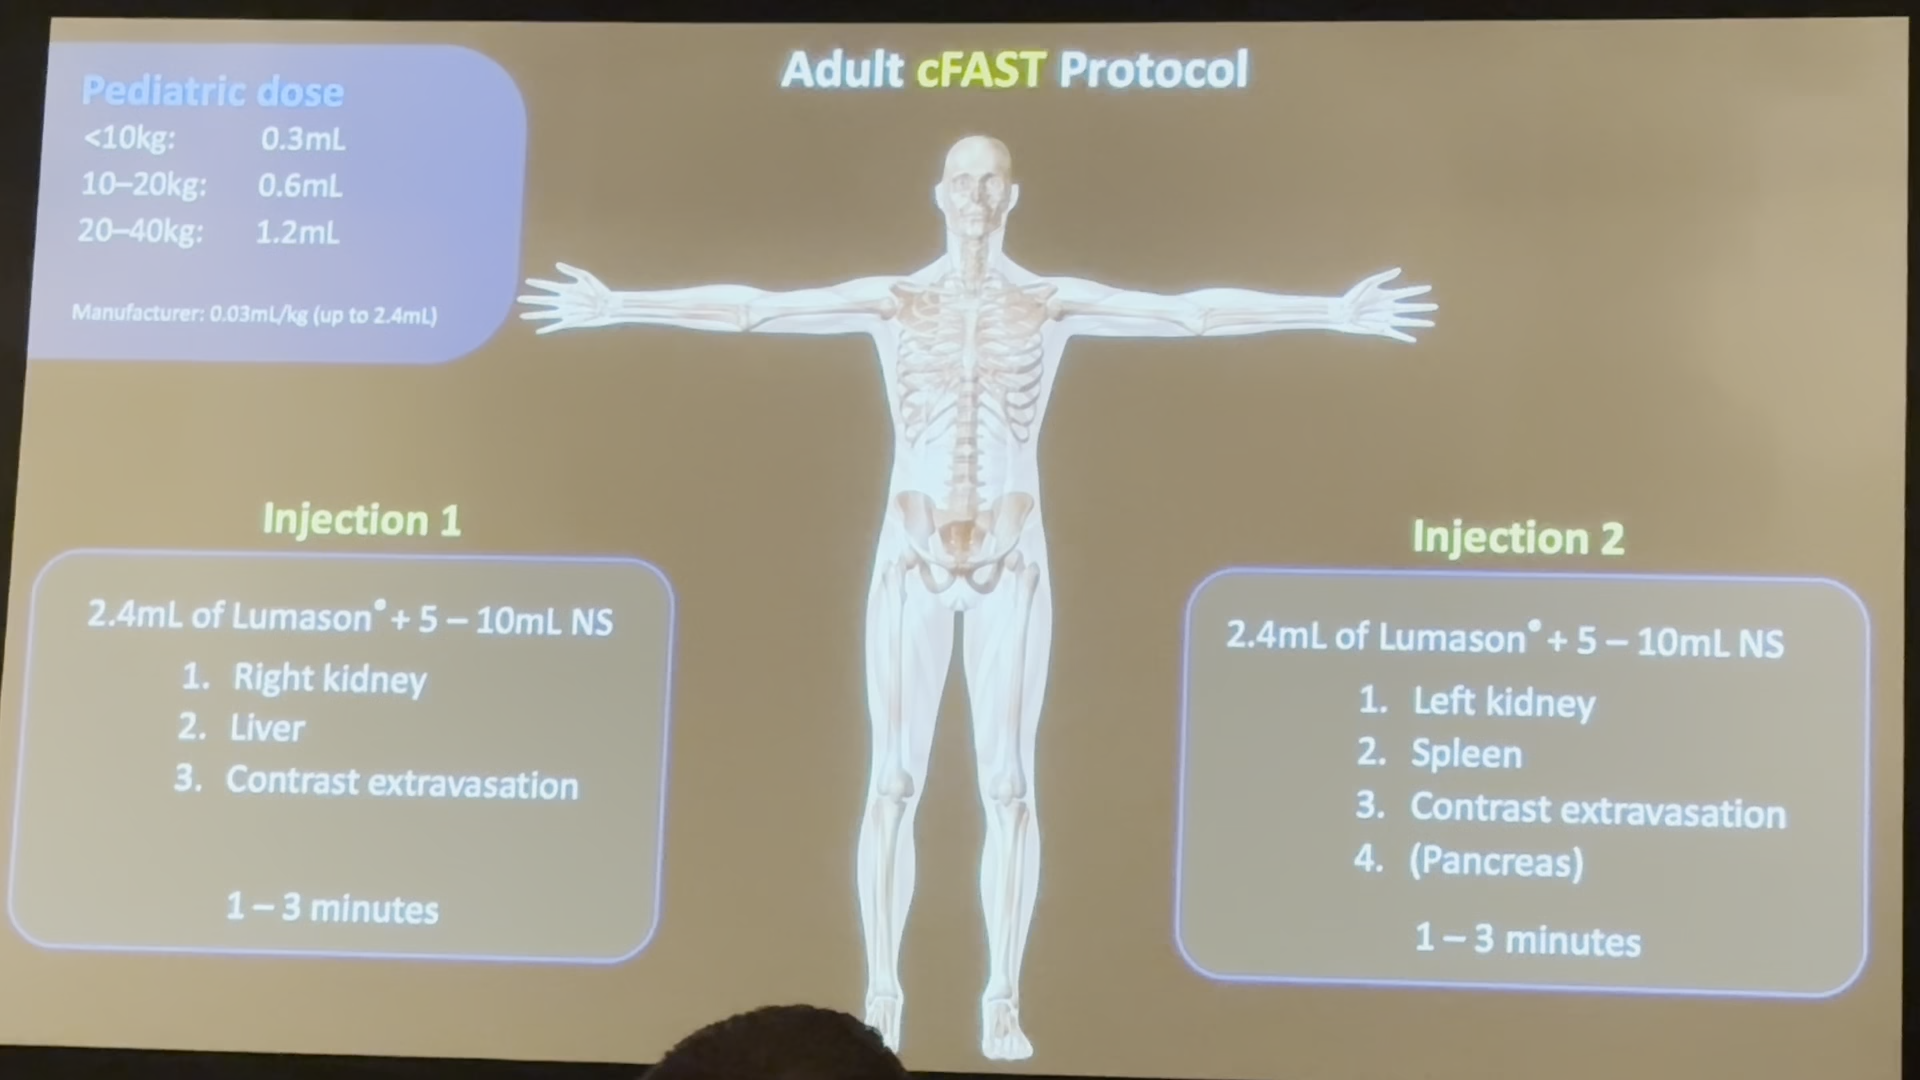 Adult cFAST Protocol
Pediatric dose
<10kg: 0.3mL
10–20kg: 0.6mL
20–40kg: 1.2mL
Manufacturer: 0.03mL/kg (up to 2.4mL)
Injection 1
2.4mL of Lumason® + 5 – 10mL NS
1. Right kidney
2. Liver
3. Contrast extravasation
1 – 3 minutes
Injection 2
2.4mL of Lumason® + 5 – 10mL NS
1. Left kidney
2. Spleen
3. Contrast extravasation
4. (Pancreas)
1 – 3 minutes